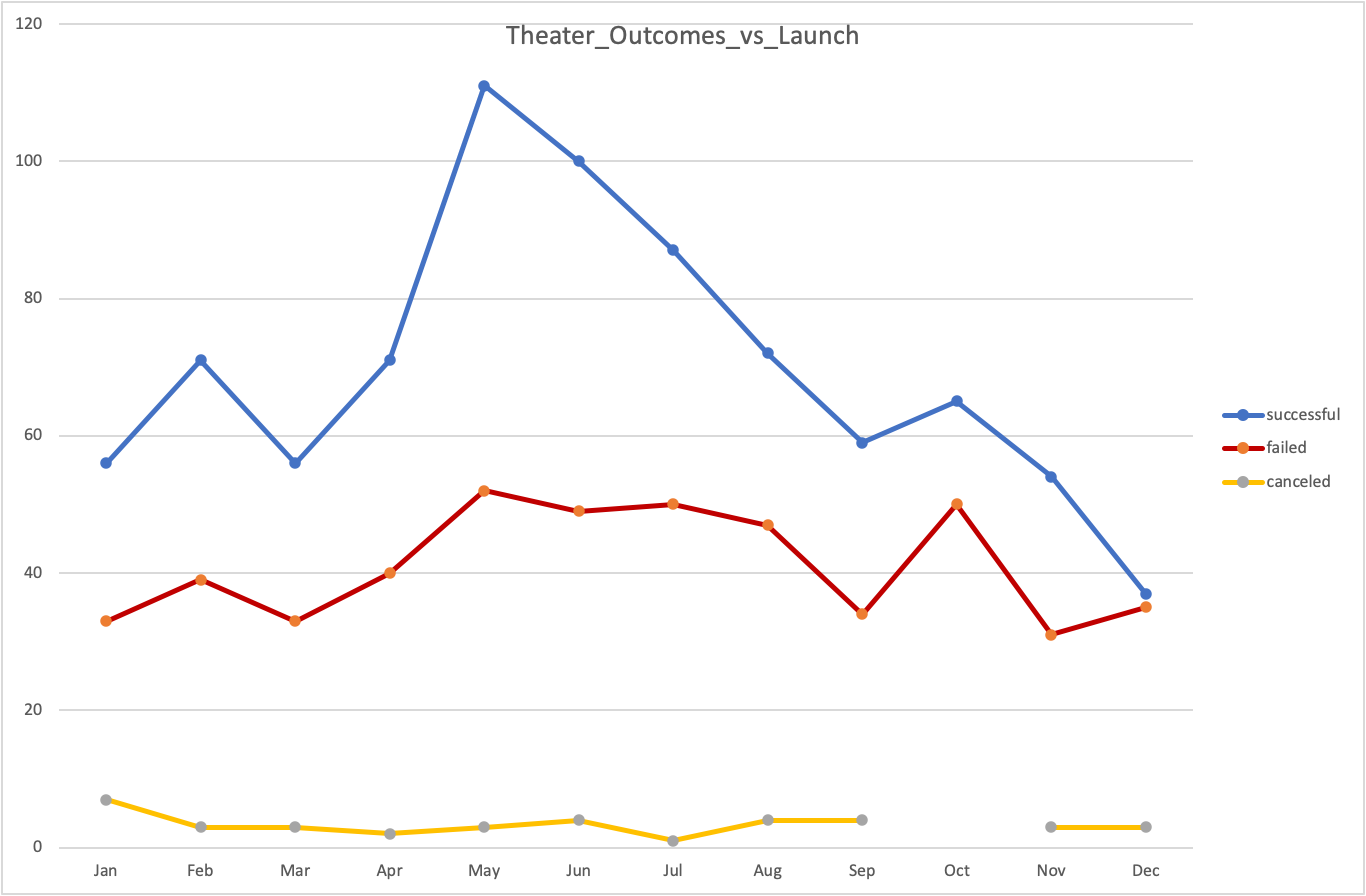 Theater_Outcomes_vs_Launch
120
100
80
60
40
20
0
Jan Feb Mar Apr May Jun Jul Aug Sep Oct Nov Dec
successful
failed
canceled